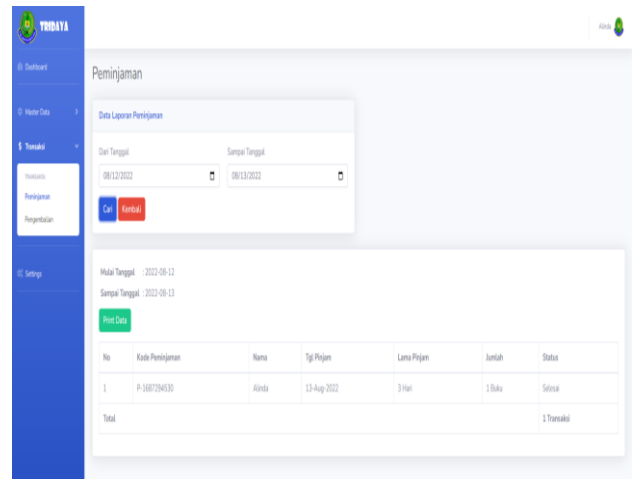 TRIDAYA
Alinda
Dashboard
Master Data
Transaksi
Peminjaman
Pengembalian
Settings
Peminjaman
Data Laporan Peminjaman
Dari Tanggal
Sampai Tanggal
08/12/2022
08/13/2022
Cari
Kembali
Mulai Tanggal : 2022-08-12
Sampai Tanggal : 2022-08-13
Print Data
No Kode Peminjaman Nama Tgl Pinjam Lama Pinjam Jumlah Status
1 P-1687294530 Alinda 13-Aug-2022 3 Hari 1 Buku Selesai
Total 1 Transaksi